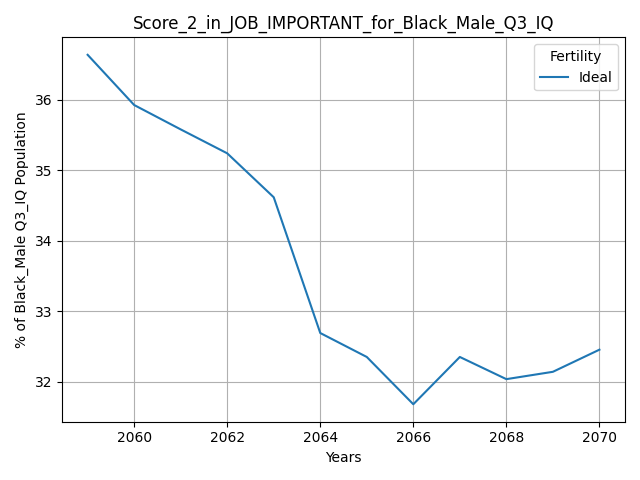 Score_2_in_JOB_IMPORTANT_for_Black_Male_Q3_IQ
Fertility
Ideal
% of Black_Male Q3_IQ Population
36
35
34
33
32
2060 2062 2064 2066 2068 2070
Years